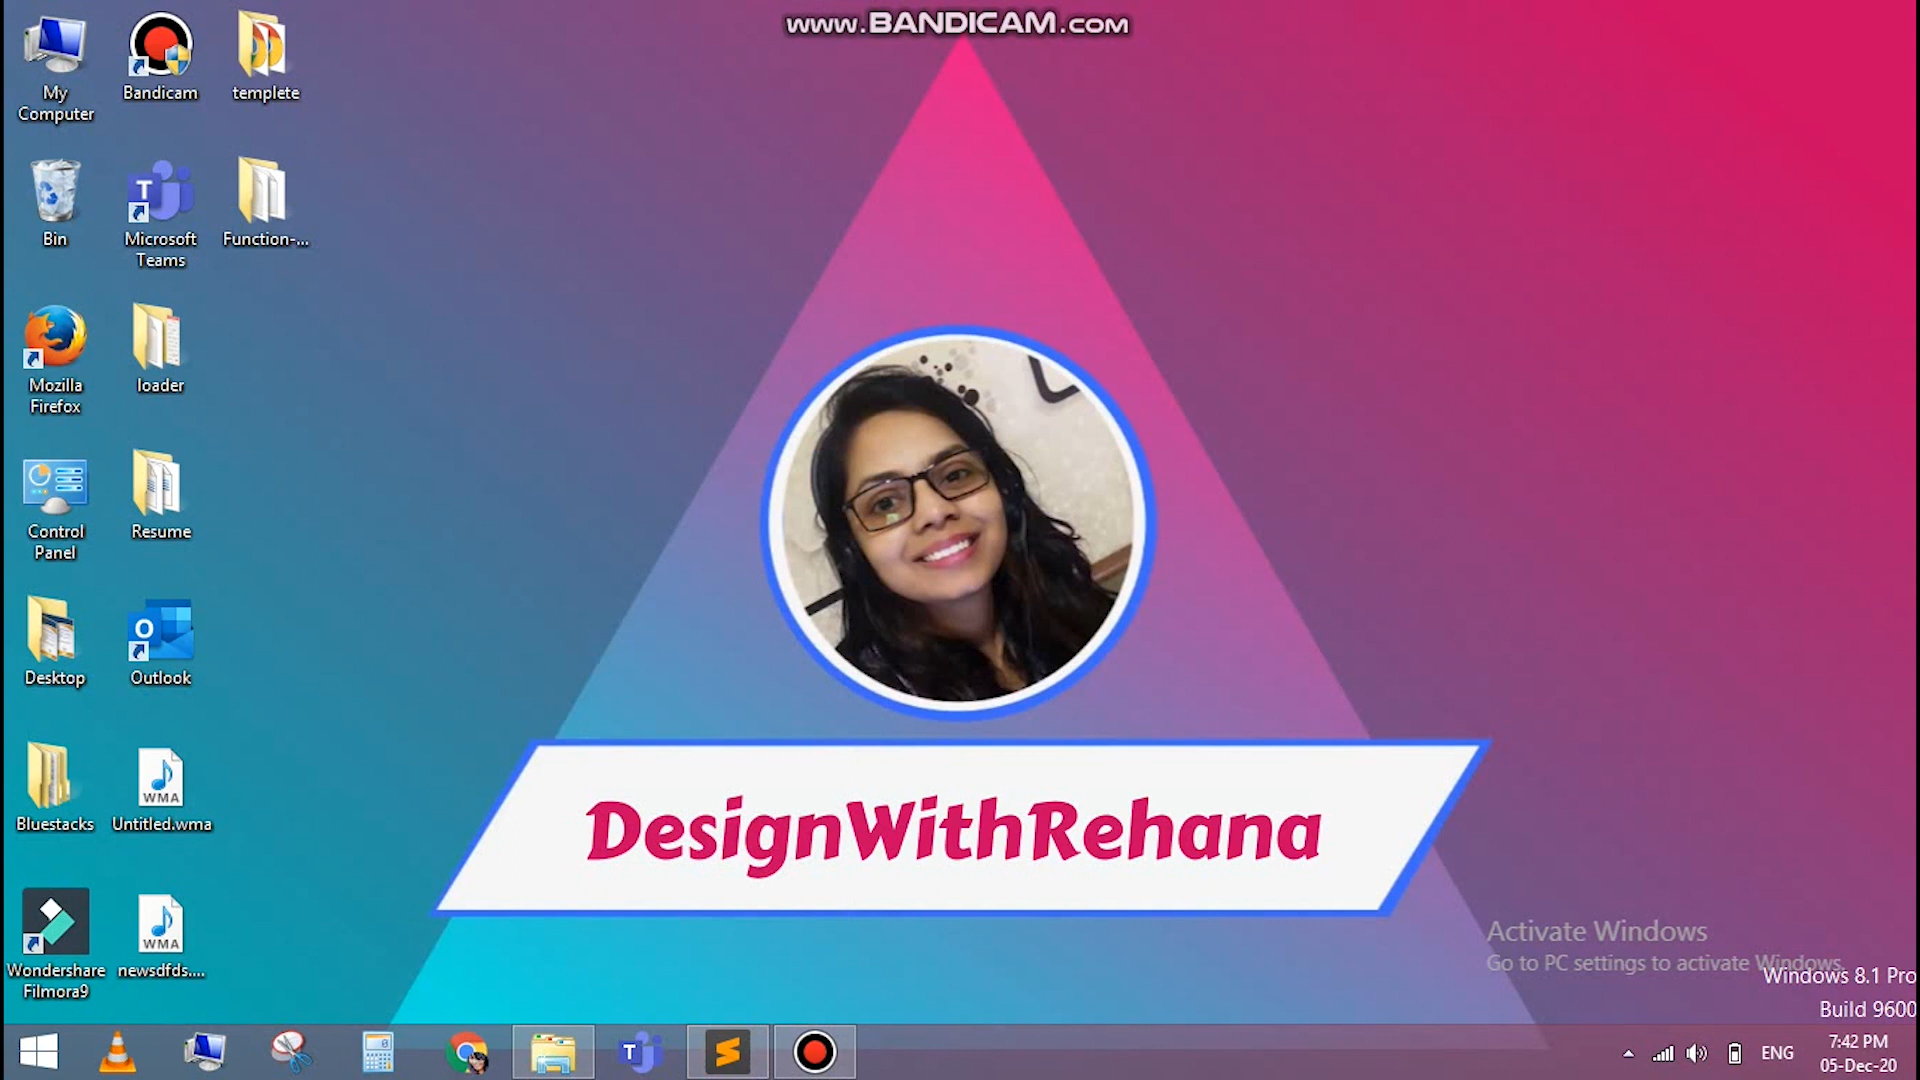 www.BANDICAM.com
My
Computer
Bandicam
templete
Bin
Microsoft
Teams
Function-...
Mozilla
Firefox
loader
Control
Panel
Resume
Desktop
Outlook
Bluestacks
WMA
Untitled.wma
Wondershare
Filmora9
WMA
newsdfds....
DesignWithRehana
Activate Windows
Go to PC settings to activate Windows.
Windows 8.1 Pro
Build 9600
ENG
7:42 PM
05-Dec-20